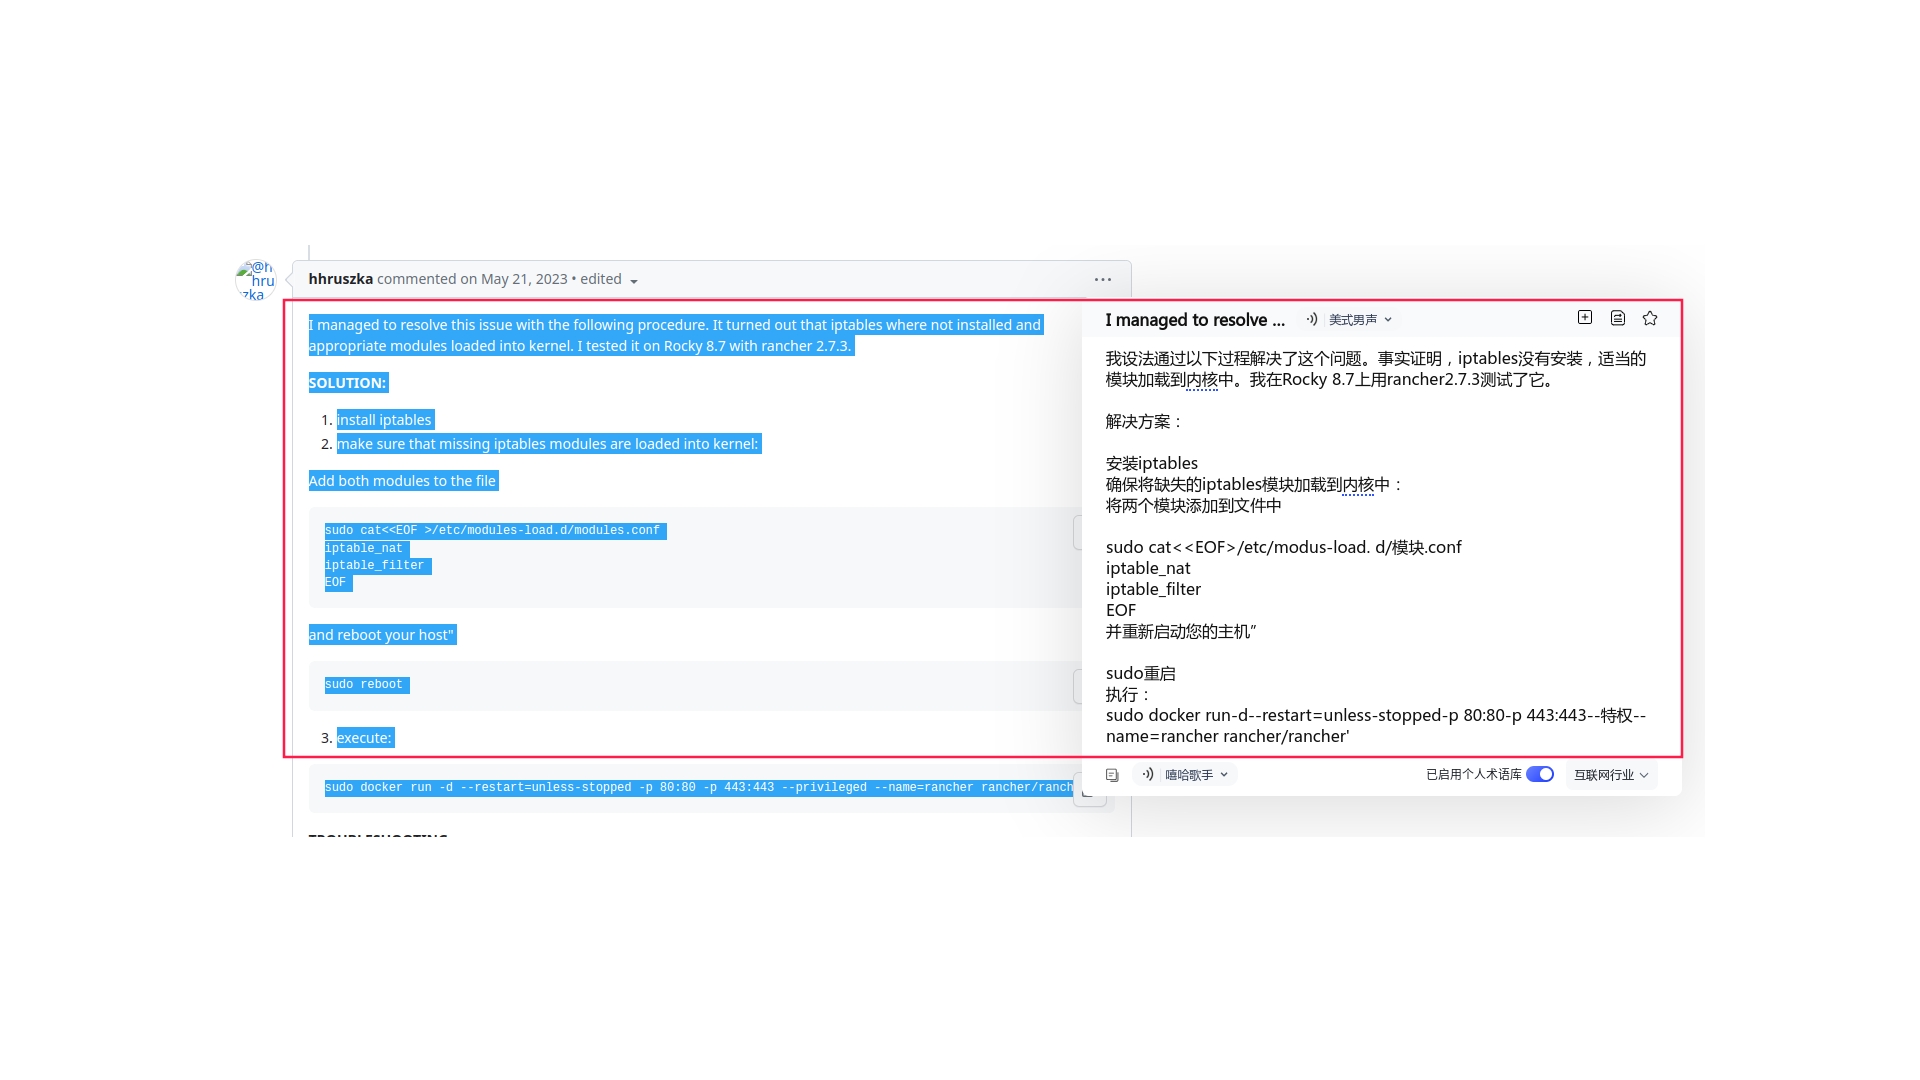 @h
hru
zka
hhruszka commented on May 21, 2023 • edited
I managed to resolve this issue with the following procedure. It turned out that iptables where not installed and
appropriate modules loaded into kernel. I tested it on Rocky 8.7 with rancher 2.7.3.
SOLUTION:
1. install iptables
2. make sure that missing iptables modules are loaded into kernel:
Add both modules to the file
sudo cat<<EOF >/etc/modules-load.d/modules.conf
iptable_nat
iptable_filter
EOF
and reboot your host"
sudo reboot
3. execute:
sudo docker run -d --restart=unless-stopped -p 80:80 -p 443:443 --privileged --name=rancher rancher/ranch
TROUBLESHOOTING
I managed to resolve ...
美式男声
我设法通过以下过程解决了这个问题。事实证明，iptables没有安装，适当的
模块加载到内核中。我在Rocky 8.7上用rancher2.7.3测试了它。
解决方案：
安装iptables
确保将缺失的iptables模块加载到内核中：
将两个模块添加到文件中
sudo cat<<EOF>/etc/modus-load. d/模块.conf
iptable_nat
iptable_filter
EOF
并重新启动您的主机”
sudo重启
执行：
sudo docker run-d--restart=unless-stopped-p 80:80-p 443:443--特权--
name=rancher rancher/rancher'
嘻哈歌手
已启用个人术语库
互联网行业